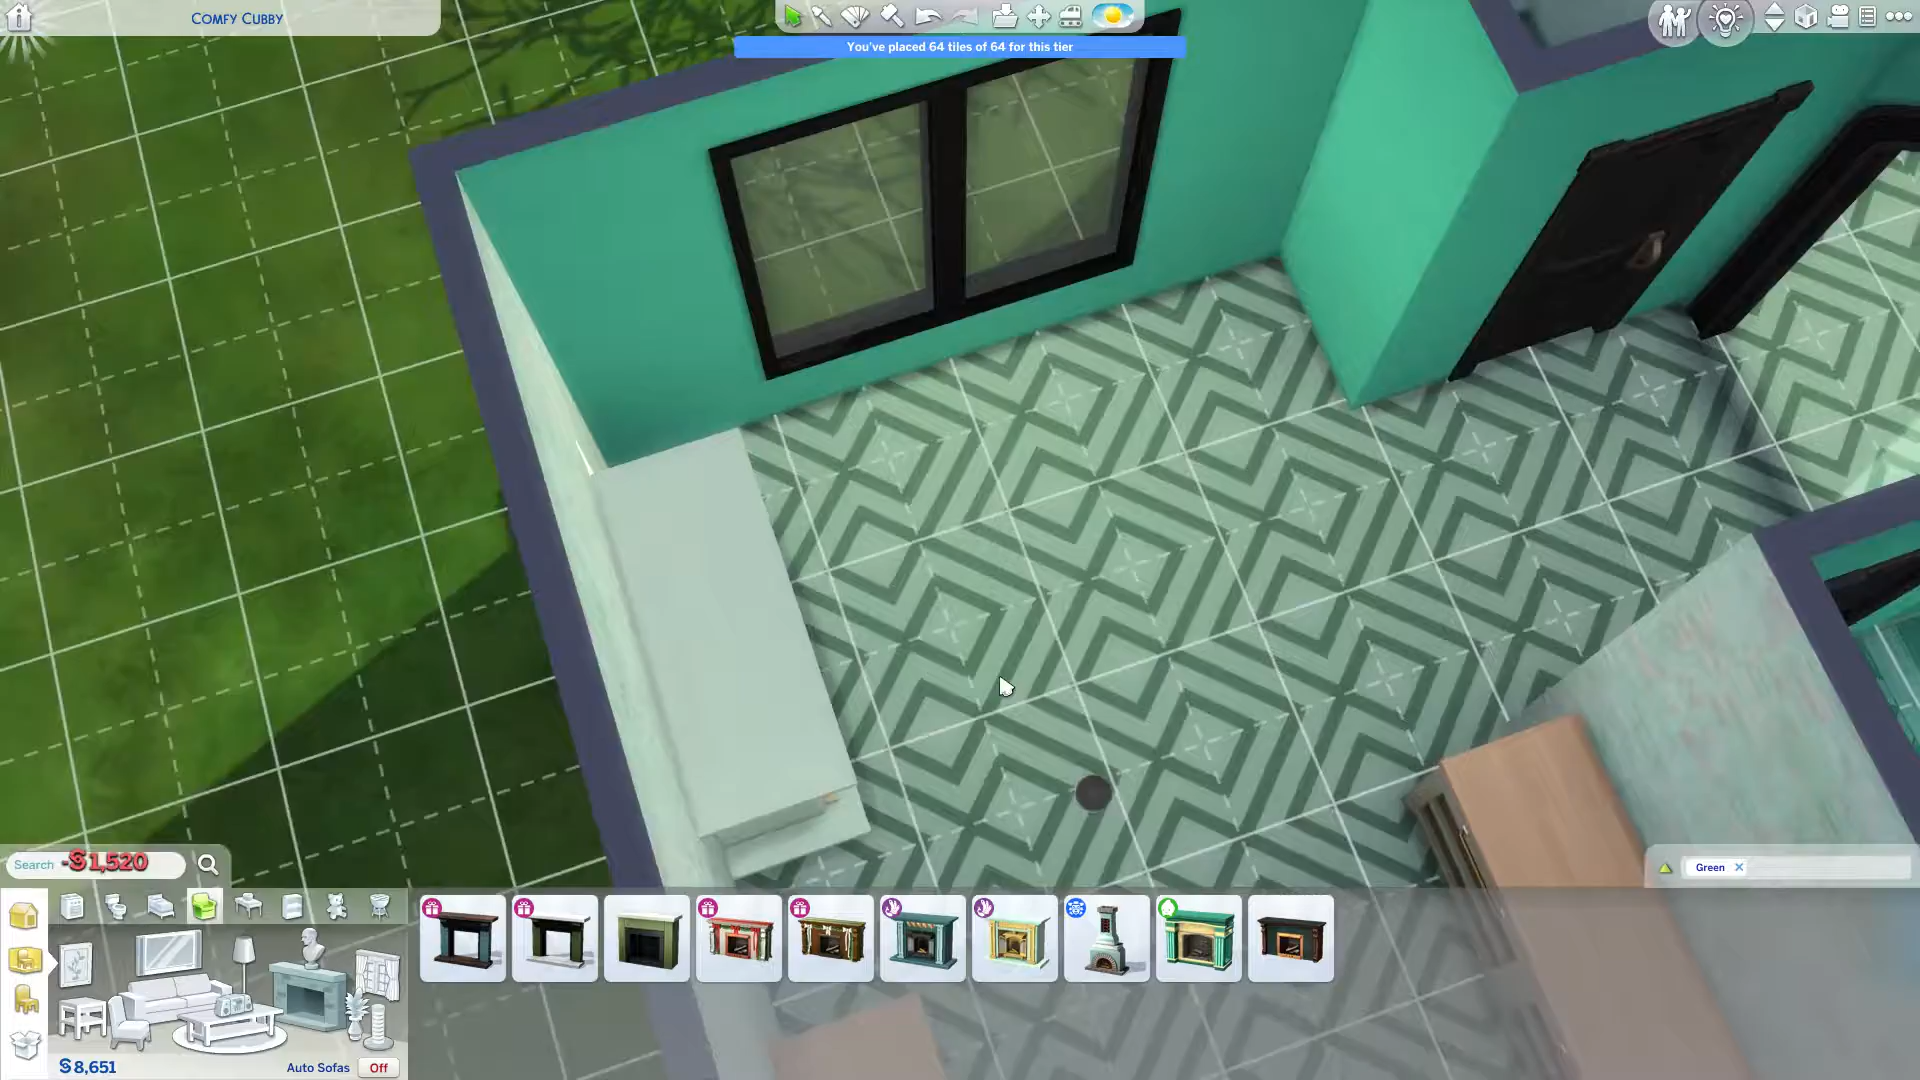 COMFY CUBBY
You've placed 64 tiles of 64 for this tier
Search
-§1,520
Green
§8,651
Auto Sofas
Off